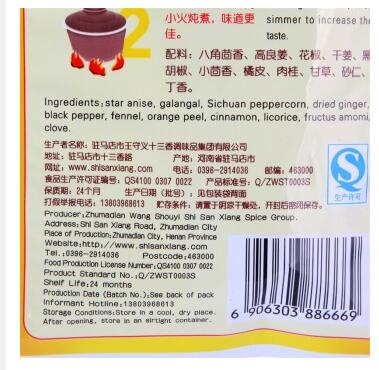 2
小火炖煮，味道更
佳。
simmer to increase the
taste.
配料：八角茴香、高良姜、花椒、干姜、黑
胡椒、小茴香、橘皮、肉桂、甘草、砂仁、
丁香。
Ingredients: star anise, galangal, Sichuan peppercorn, dried ginger,
black pepper, fennel, orange peel, cinnamon, licorice, fructus amomi,
clove.
生产者名称：驻马店市王守义十三香调味品集团有限公司
地址：驻马店市十三香路 产地：河南省驻马店市
网址：www.shisanxiang.com 电话：0396-2913036 邮编：463000
食品生产许可证编号：QS4100 0307 0022 产品标准号：Q/ZWST0003S
保质期：24个月 生产日期（批号）：见包装袋背面
打假举报电话：13803968613 贮存条件：请置于阴凉干燥处，开封后密闭保存。
QS
生产许可
Producer: Zhumadian Wang Shouyi Shi San Xiang Spice Group.
Address: Shi San Xiang Road, Zhumadian City
Place of Production: Zhumadian City, Henan Province
Website: http://www.shisanxiang.com
Tel.: 0396-2913036 Postcode: 463000
Food Production License Number: QS4100 0307 0022
Product Standard No.: Q/ZWST0003S
Shelf Life: 24 months
Production Date (Batch No.): See back of pack
Informant Hotline: 13803968613
Storage Conditions: Store in a cool, dry place.
After opening, store in an airtight container.
6 906303 886669